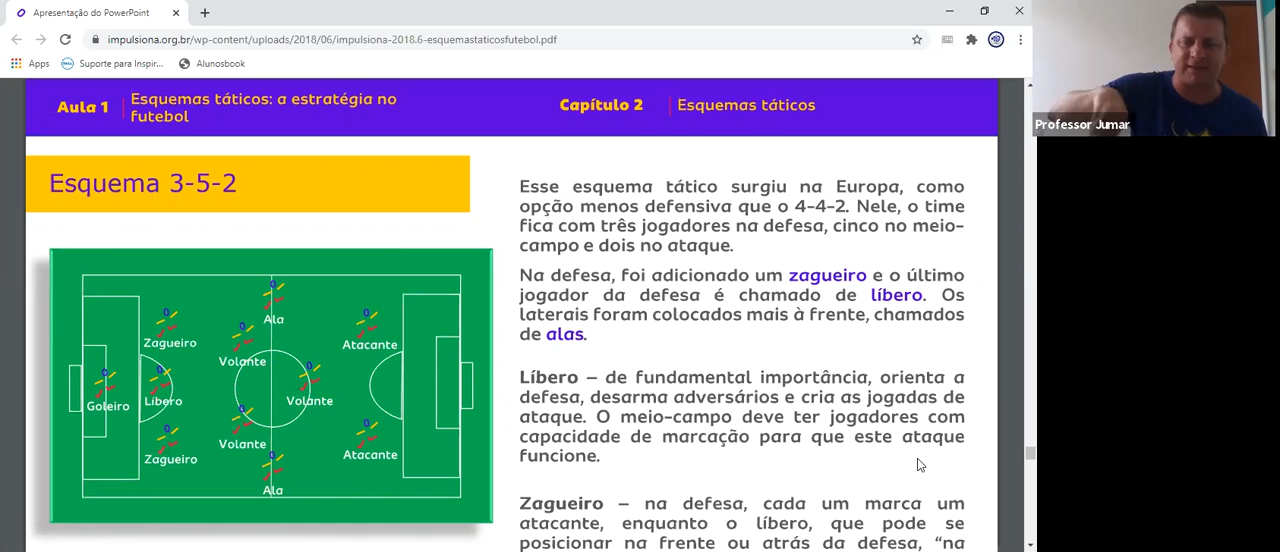 Apresentação do PowerPoint
impulsiona.org.br/wp-content/uploads/2018/06/impulsiona-2018.6-esquemastaticosfutebol.pdf
Apps
Suporte para Inspir...
Alunosbook
Professor Jumar
Aula 1
Esquemas táticos: a estratégia no
futebol
Capítulo 2
Esquemas táticos
Esquema 3-5-2
Ala
Zagueiro
Volante
Atacante
Goleiro
Líbero
Volante
Volante
Zagueiro
Atacante
Ala
Esse esquema tático surgiu na Europa, como
opção menos defensiva que o 4-4-2. Nele, o time
fica com três jogadores na defesa, cinco no meio-
campo e dois no ataque.
Na defesa, foi adicionado um zagueiro e o último
jogador da defesa é chamado de líbero. Os
laterais foram colocados mais à frente, chamados
de alas.
Líbero – de fundamental importância, orienta a
defesa, desarma adversários e cria as jogadas de
ataque. O meio-campo deve ter jogadores com
capacidade de marcação para que este ataque
funcione.
Zagueiro – na defesa, cada um marca um
atacante, enquanto o líbero, que pode se
posicionar na frente ou atrás da defesa, “na